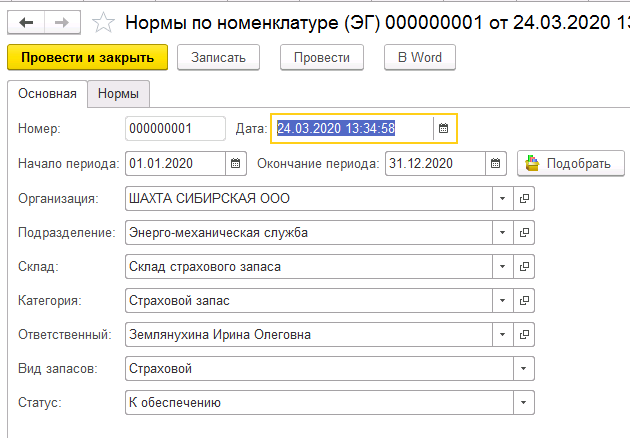 Нормы по номенклатуре (ЭГ) 000000001 от 24.03.2020 13
Провести и закрыть Записать Провести В Word
Основная Нормы
Номер: 000000001 Дата: 24.03.2020 13:34:58
Начало периода: 01.01.2020 Окончание периода: 31.12.2020 Подобрать
Организация: ШАХТА СИБИРСКАЯ ООО
Подразделение: Энерго-механическая служба
Склад: Склад страхового запаса
Категория: Страховой запас
Ответственный: Землянухина Ирина Олеговна
Вид запасов: Страховой
Статус: К обеспечению